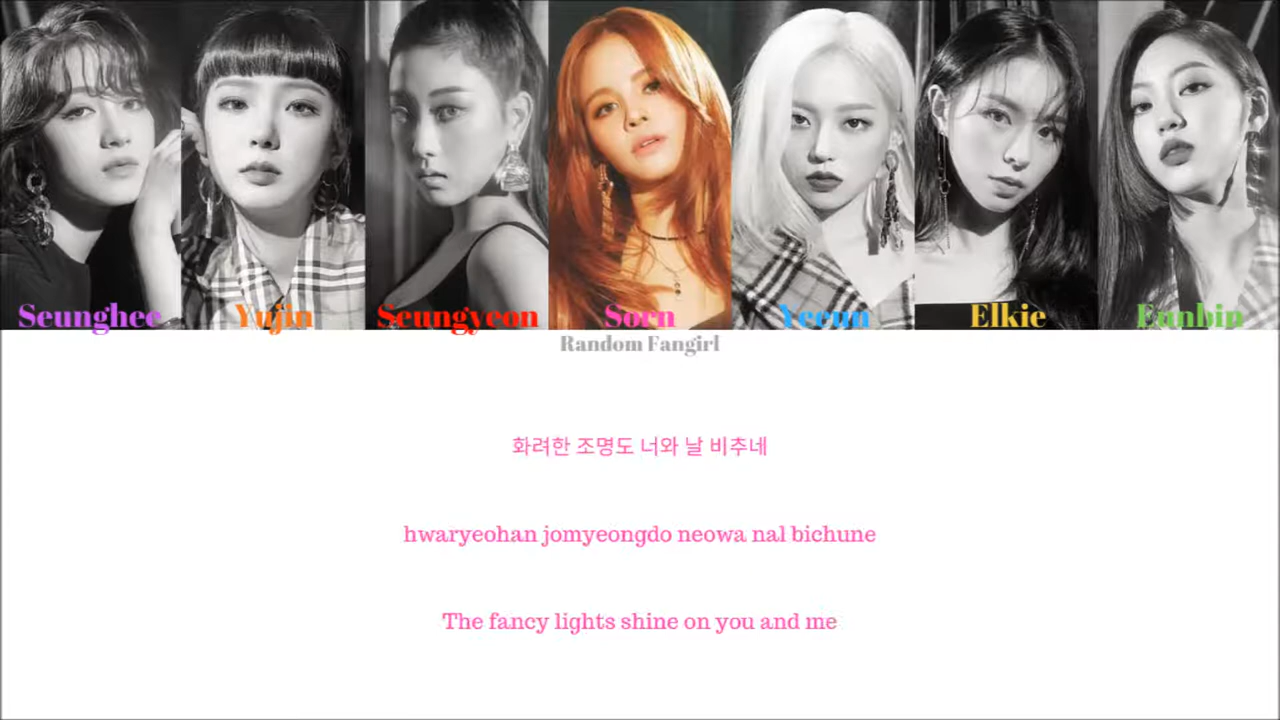 Seunghee Yujin Seungyeon Sorn Yeeun Elkie Eunbin
Random Fangirl
화려한 조명도 너와 날 비추네
hwaryeohan jomyeongdo neowa nal bichune
The fancy lights shine on you and me